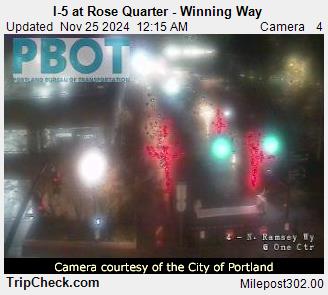 I-5 at Rose Quarter - Winning Way
Updated Nov 25 2024 12:15 AM Camera 4
PBOT
PORTLAND BUREAU OF TRANSPORTATION
4 - N. Ramsey Wy
@ One Ctr
Camera courtesy of the City of Portland
TripCheck.com Milepost302.00